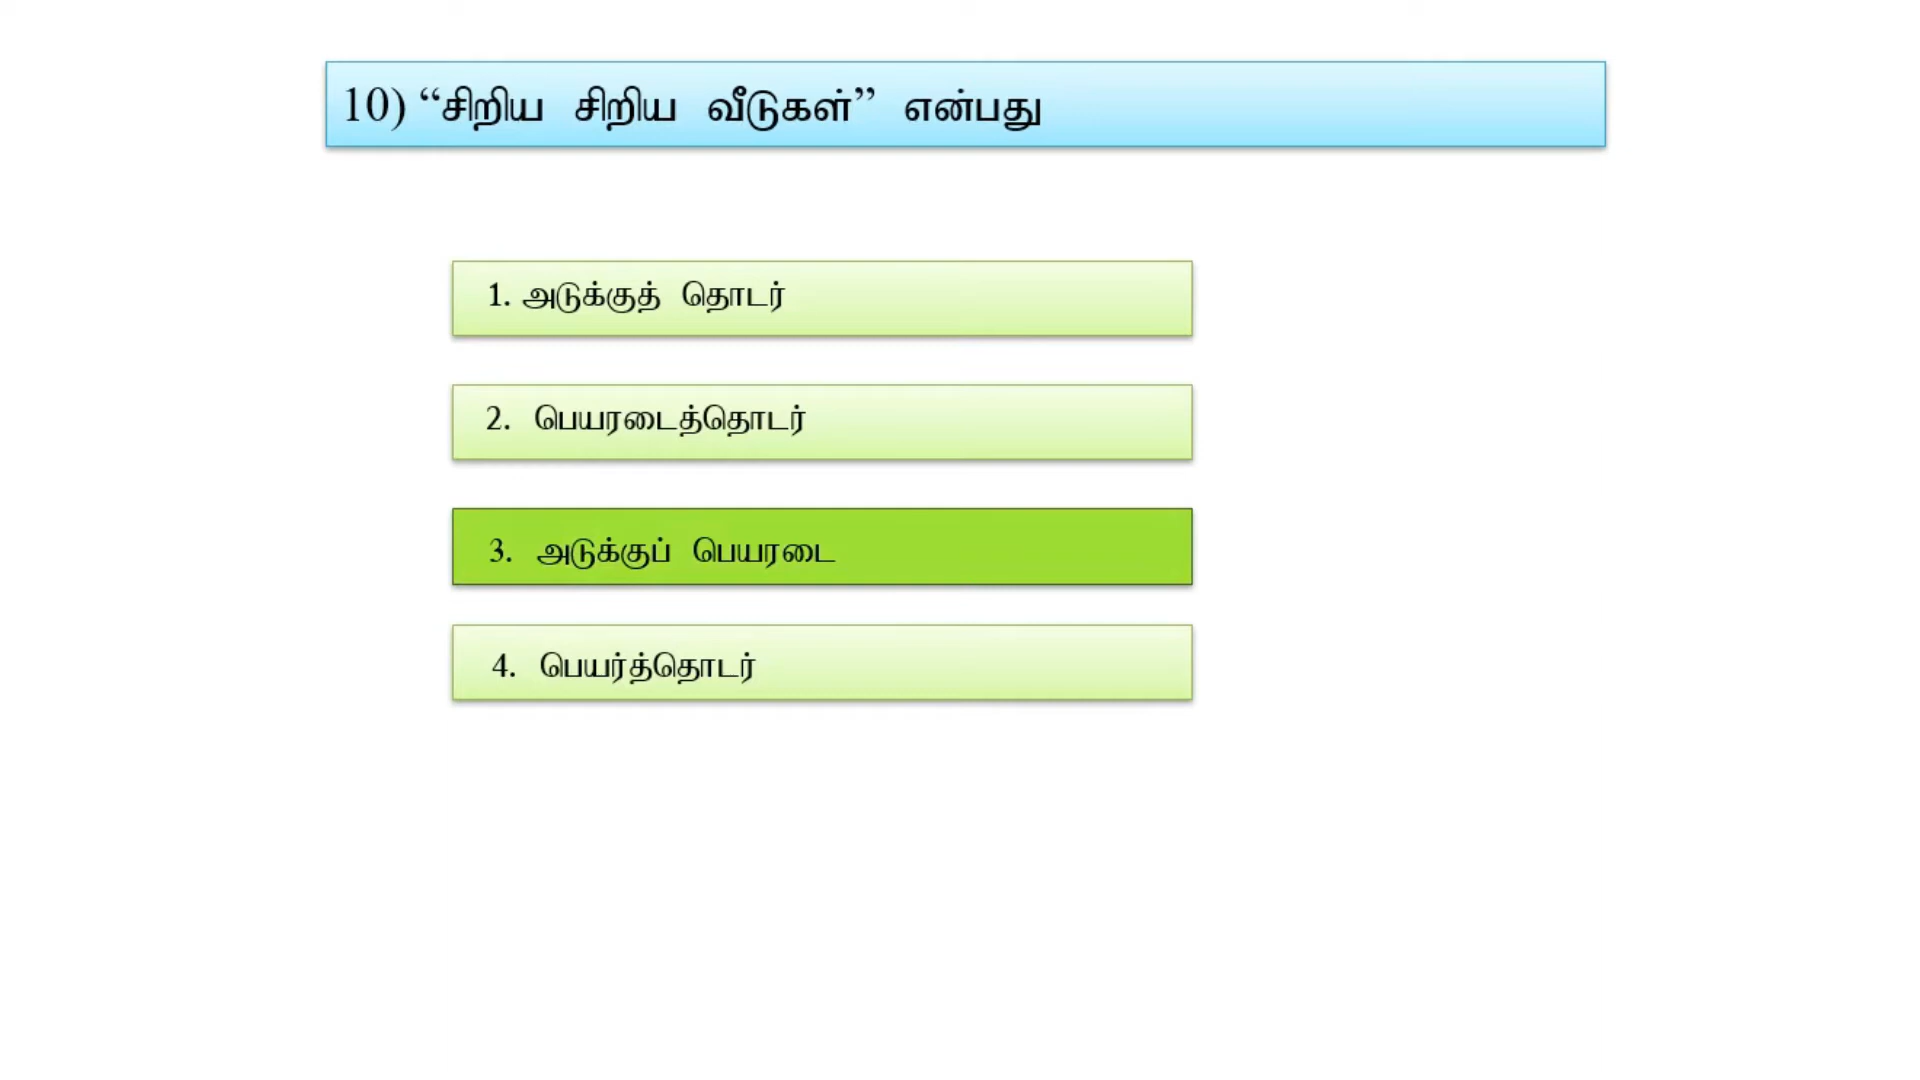 10) “சிறிய சிறிய வீடுகள்” என்பது
1. அடுக்குத் தொடர்
2. பெயரடைத்தொடர்
3. அடுக்குப் பெயரடை
4. பெயர்த்தொடர்